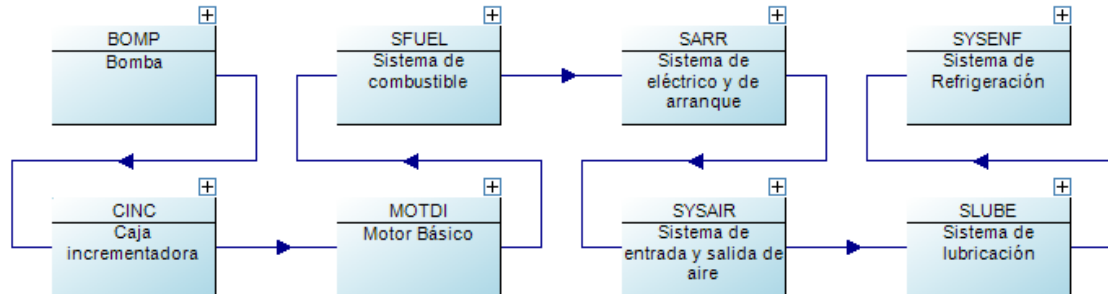 BOMP
Bomba
SFUEL
Sistema de
combustible
SARR
Sistema de
eléctrico y de
arranque
SYSENF
Sistema de
Refrigeración
CINC
Caja
incrementadora
MOTDI
Motor Básico
SYSAIR
Sistema de
entrada y salida de
aire
SLUBE
Sistema de
lubricación